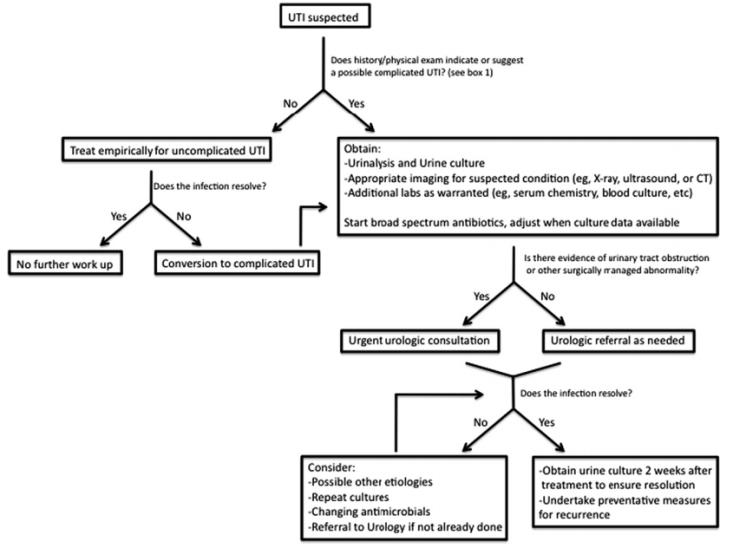 UTI suspected
Does history/physical exam indicate or suggest
a possible complicated UTI? (see box 1)
No
Yes
Treat empirically for uncomplicated UTI
Obtain:
-Urinalysis and Urine culture
-Appropriate imaging for suspected condition (eg, X-ray, ultrasound, or CT)
-Additional labs as warranted (eg, serum chemistry, blood culture, etc)
Start broad spectrum antibiotics, adjust when culture data available
Does the infection resolve?
Yes
No
No further work up
Conversion to complicated UTI
Is there evidence of urinary tract obstruction
or other surgically managed abnormality?
Yes
No
Urgent urologic consultation
Urologic referral as needed
Does the infection resolve?
No
Yes
Consider:
-Possible other etiologies
-Repeat cultures
-Changing antimicrobials
-Referral to Urology if not already done
-Obtain urine culture 2 weeks after
treatment to ensure resolution
-Undertake preventative measures
for recurrence